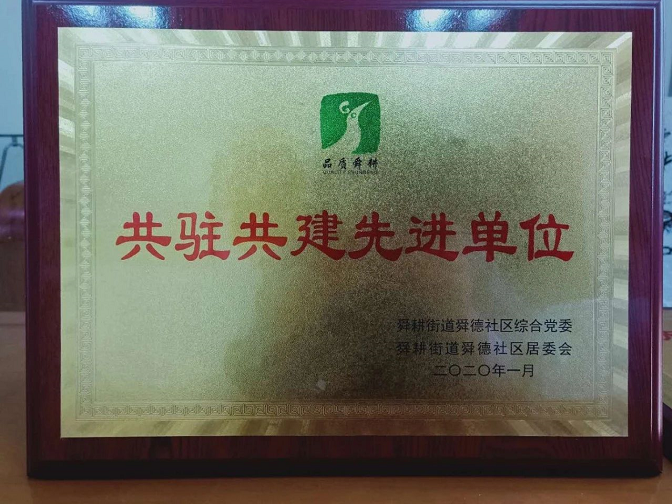 品质舜耕
QUALITY SHUNGENG
共驻共建先进单位
舜耕街道舜德社区综合党委
舜耕街道舜德社区居委会
二〇二〇年一月